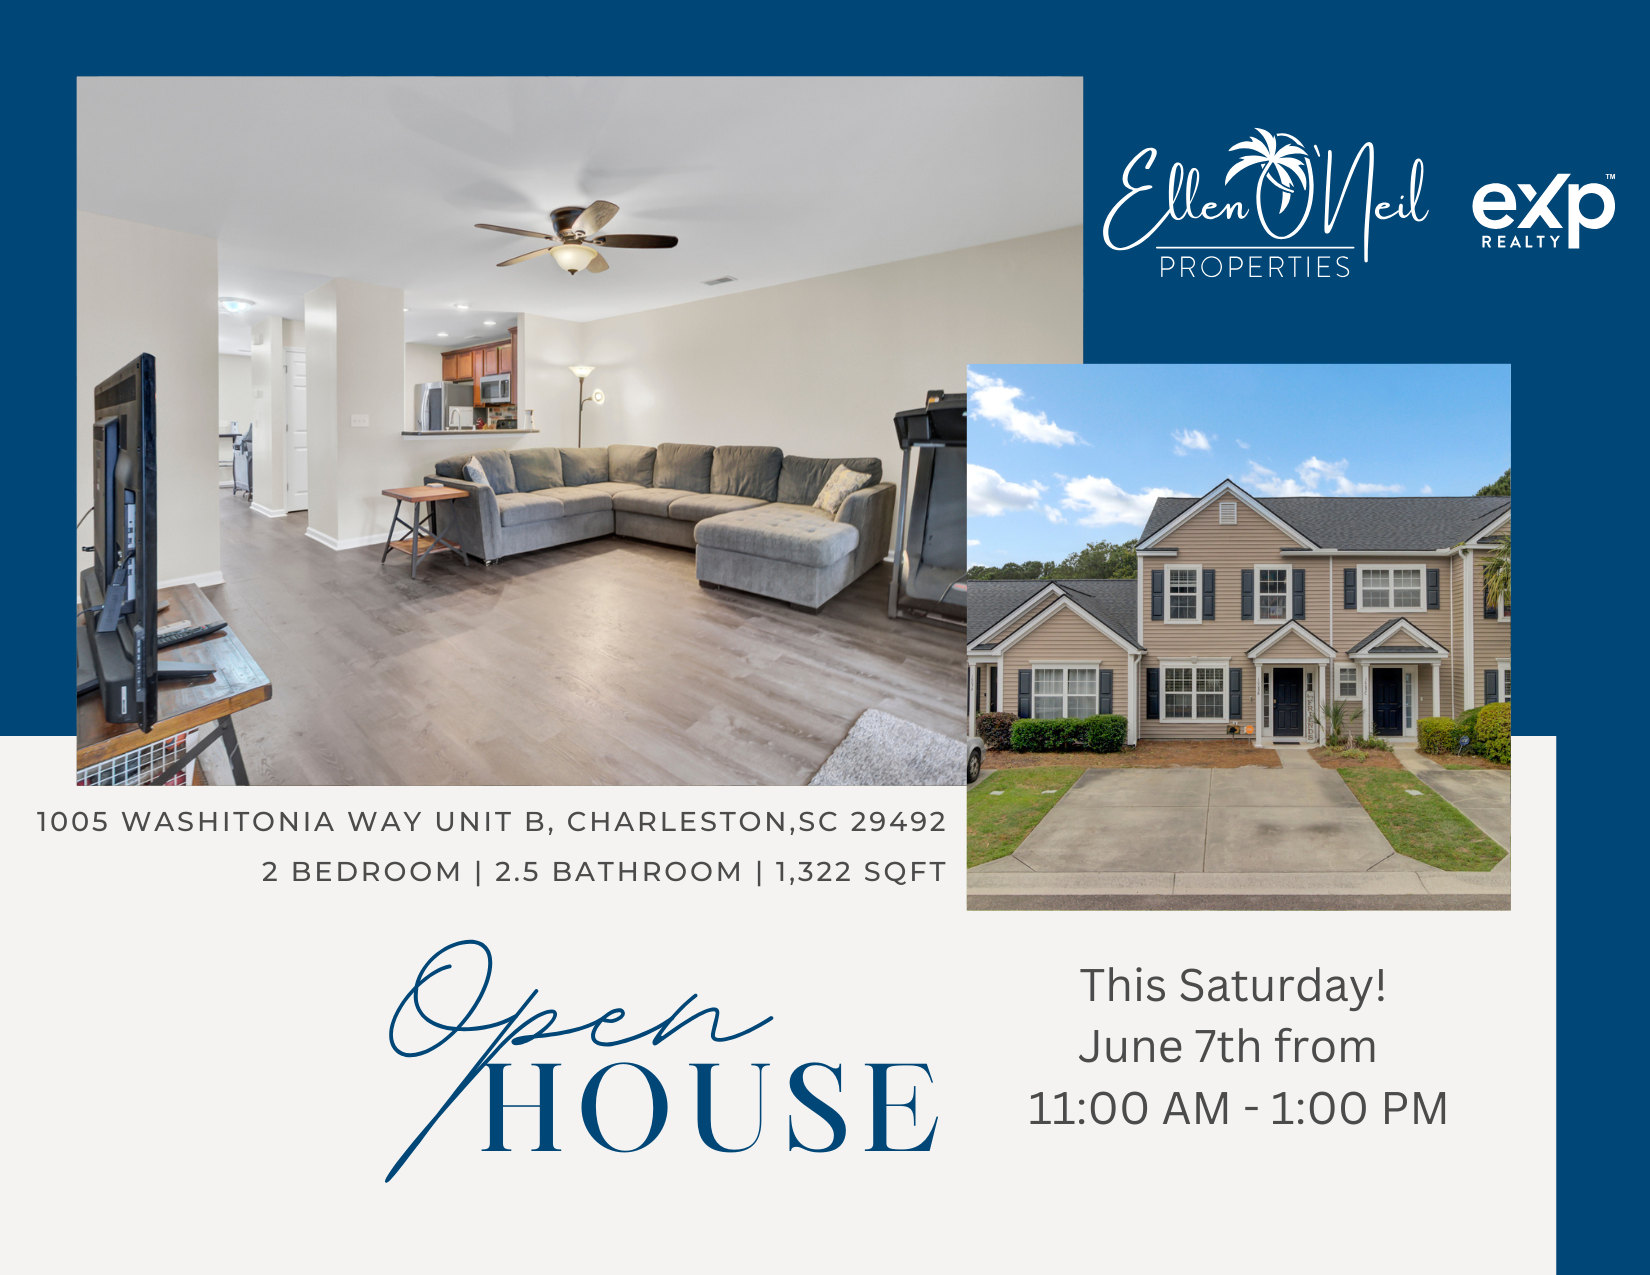 Ellen O'Neil
PROPERTIES
eXp™
REALTY
1005 WASHITONIA WAY UNIT B, CHARLESTON,SC 29492
2 BEDROOM | 2.5 BATHROOM | 1,322 SQFT
Open
HOUSE
This Saturday!
June 7th from
11:00 AM - 1:00 PM